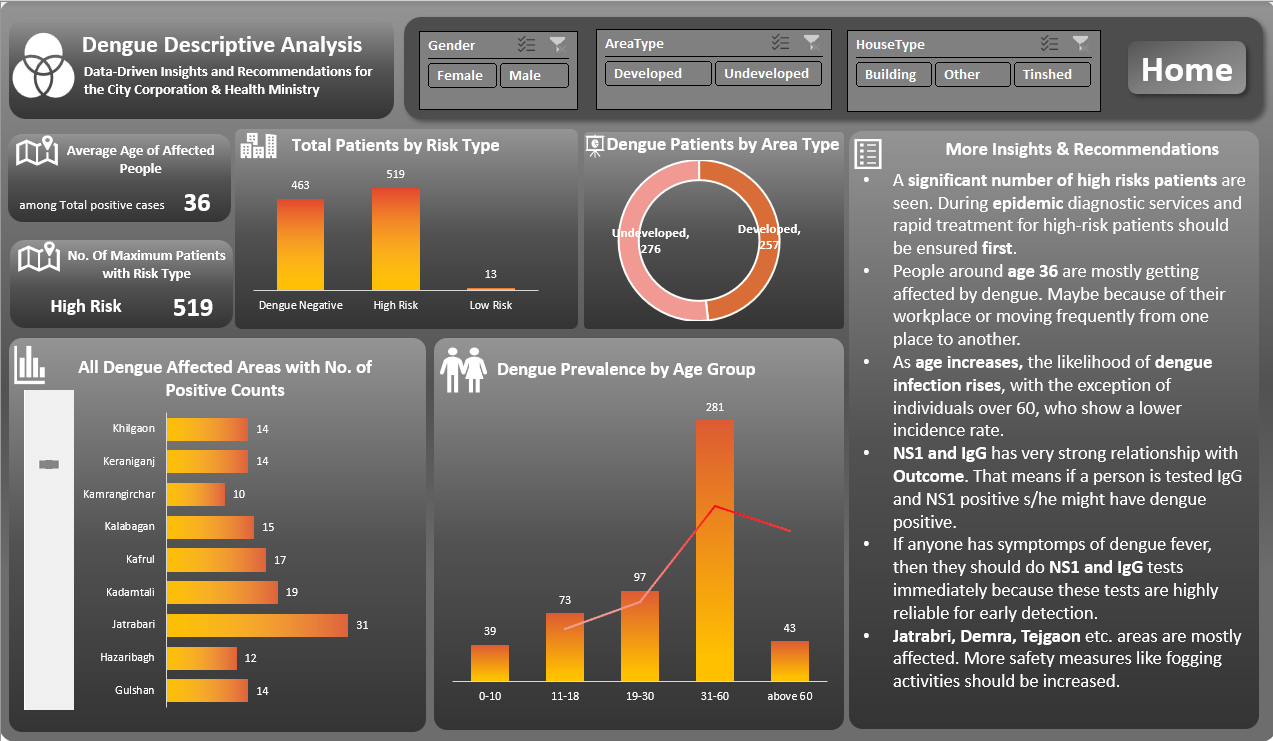 Dengue Descriptive Analysis
Data-Driven Insights and Recommendations for
the City Corporation & Health Ministry
Gender
Female
Male
AreaType
Developed
Undeveloped
HouseType
Building
Other
Tinshed
Home
Average Age of Affected
People
among Total positive cases
36
No. Of Maximum Patients
with Risk Type
High Risk
519
Total Patients by Risk Type
463
519
13
Dengue Negative
High Risk
Low Risk
Dengue Patients by Area Type
Undeveloped,
276
Developed,
257
All Dengue Affected Areas with No. of
Positive Counts
Khilgaon 14
Keraniganj 14
Kamrangirchar 10
Kalabagan 15
Kafrul 17
Kadamtali 19
Jatrabari 31
Hazaribagh 12
Gulshan 14
Dengue Prevalence by Age Group
39
73
97
281
43
0-10
11-18
19-30
31-60
above 60
More Insights & Recommendations
• A significant number of high risks patients are
seen. During epidemic diagnostic services and
rapid treatment for high-risk patients should
be ensured first.
• People around age 36 are mostly getting
affected by dengue. Maybe because of their
workplace or moving frequently from one
place to another.
• As age increases, the likelihood of dengue
infection rises, with the exception of
individuals over 60, who show a lower
incidence rate.
• NS1 and IgG has very strong relationship with
Outcome. That means if a person is tested IgG
and NS1 positive s/he might have dengue
positive.
• If anyone has symptomps of dengue fever,
then they should do NS1 and IgG tests
immediately because these tests are highly
reliable for early detection.
• Jatrabri, Demra, Tejgaon etc. areas are mostly
affected. More safety measures like fogging
activities should be increased.